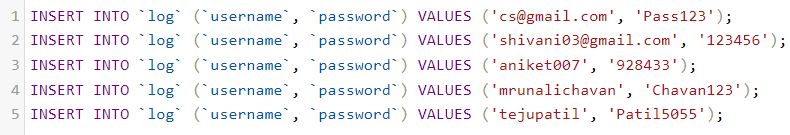 1 INSERT INTO `log` (`username`, `password`) VALUES ('cs@gmail.com', 'Pass123');
2 INSERT INTO `log` (`username`, `password`) VALUES ('shivani03@gmail.com', '123456');
3 INSERT INTO `log` (`username`, `password`) VALUES ('aniket007', '928433');
4 INSERT INTO `log` (`username`, `password`) VALUES ('mrunalichavan', 'Chavan123');
5 INSERT INTO `log` (`username`, `password`) VALUES ('tejupatil', 'Patil5055');